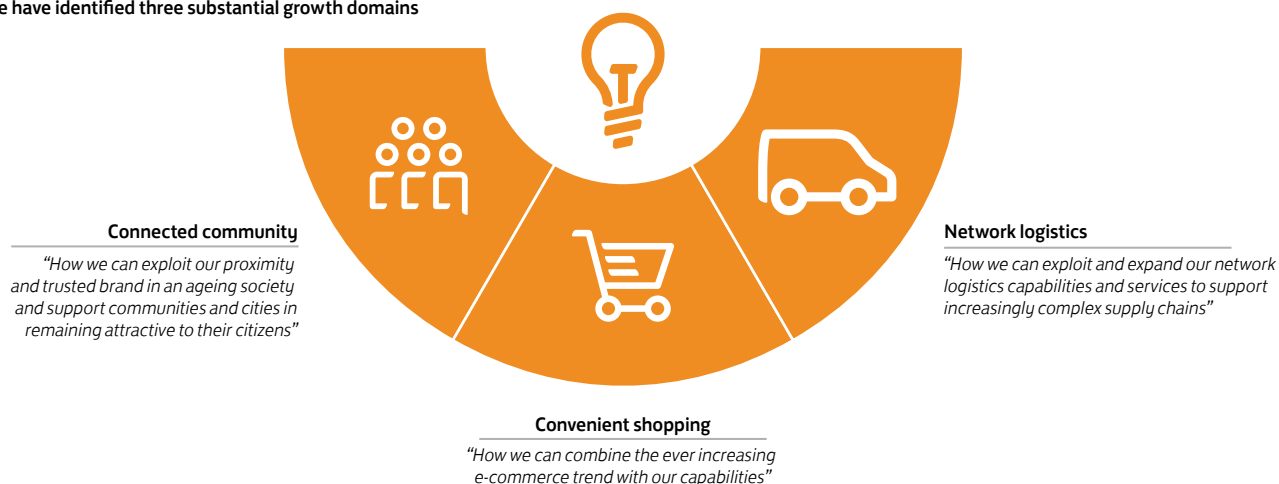 e have identified three substantial growth domains
Connected community
“How we can exploit our proximity
and trusted brand in an ageing society
and support communities and cities in
remaining attractive to their citizens”
Network logistics
“How we can exploit and expand our network
logistics capabilities and services to support
increasingly complex supply chains”
Convenient shopping
“How we can combine the ever increasing
e-commerce trend with our capabilities”